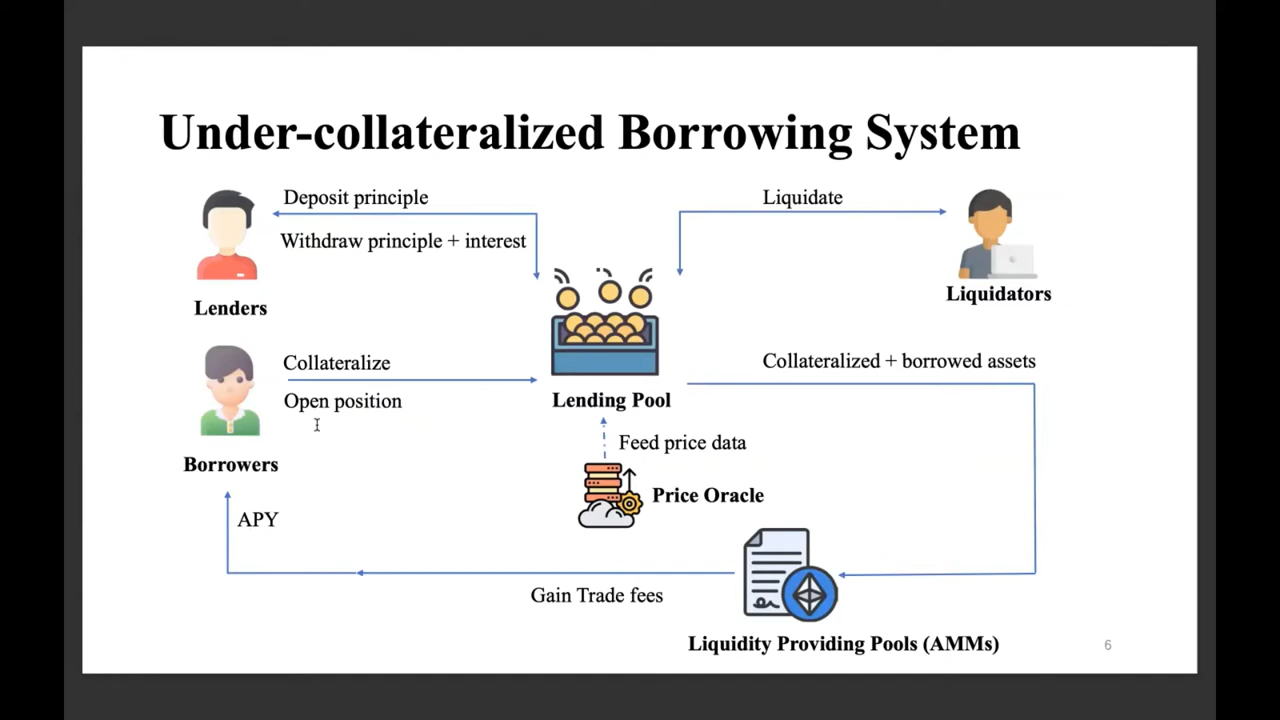 Under-collateralized Borrowing System
Deposit principle
Withdraw principle + interest
Lenders
Liquidate
Liquidators
Collateralize
Open position
Borrowers
Lending Pool
Collateralized + borrowed assets
Feed price data
Price Oracle
APY
Gain Trade fees
Liquidity Providing Pools (AMMs)
6